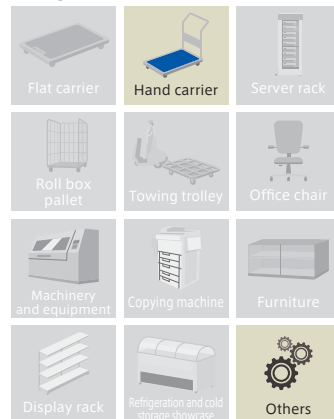 Flat carrier
Hand carrier
Server rack
Roll box
pallet
Towing trolley
Office chair
Machinery
and equipment
Copying machine
Furniture
Display rack
Refrigeration and cold
storage showcase
Others